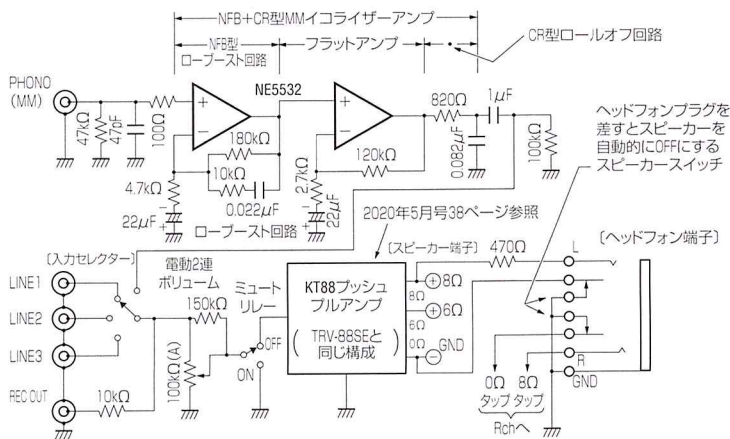 NFB+CR型MMイコライザーアンプ
NFB型
ローブースト回路
フラットアンプ
CR型ロールオフ回路
PHONO
(MM)
NE5532
47kΩ
47pF
100Ω
180kΩ
10kΩ
0.022μF
4.7kΩ
22μF
ローブースト回路
120kΩ
2.7kΩ
22μF
820Ω
1μF
0.082μF
100kΩ
ヘッドフォンプラグを
差すとスピーカーを
自動的にOFFにする
スピーカースイッチ
2020年5月号38ページ参照
[入力セレクター]
LINE1
LINE2
LINE3
REC OUT
10kΩ
電動2連
ボリューム
150kΩ
100kΩ(A)
ミュート
リレー
OFF
ON
KT88プッシュ
プルアンプ
(TRV-88SEと
同じ構成)
[スピーカー端子]
8Ω
8Ω
6Ω
6Ω
0Ω
GND
470Ω
[ヘッドフォン端子]
L
R
GND
0Ω
タップ
8Ω
タップ
Rchへ